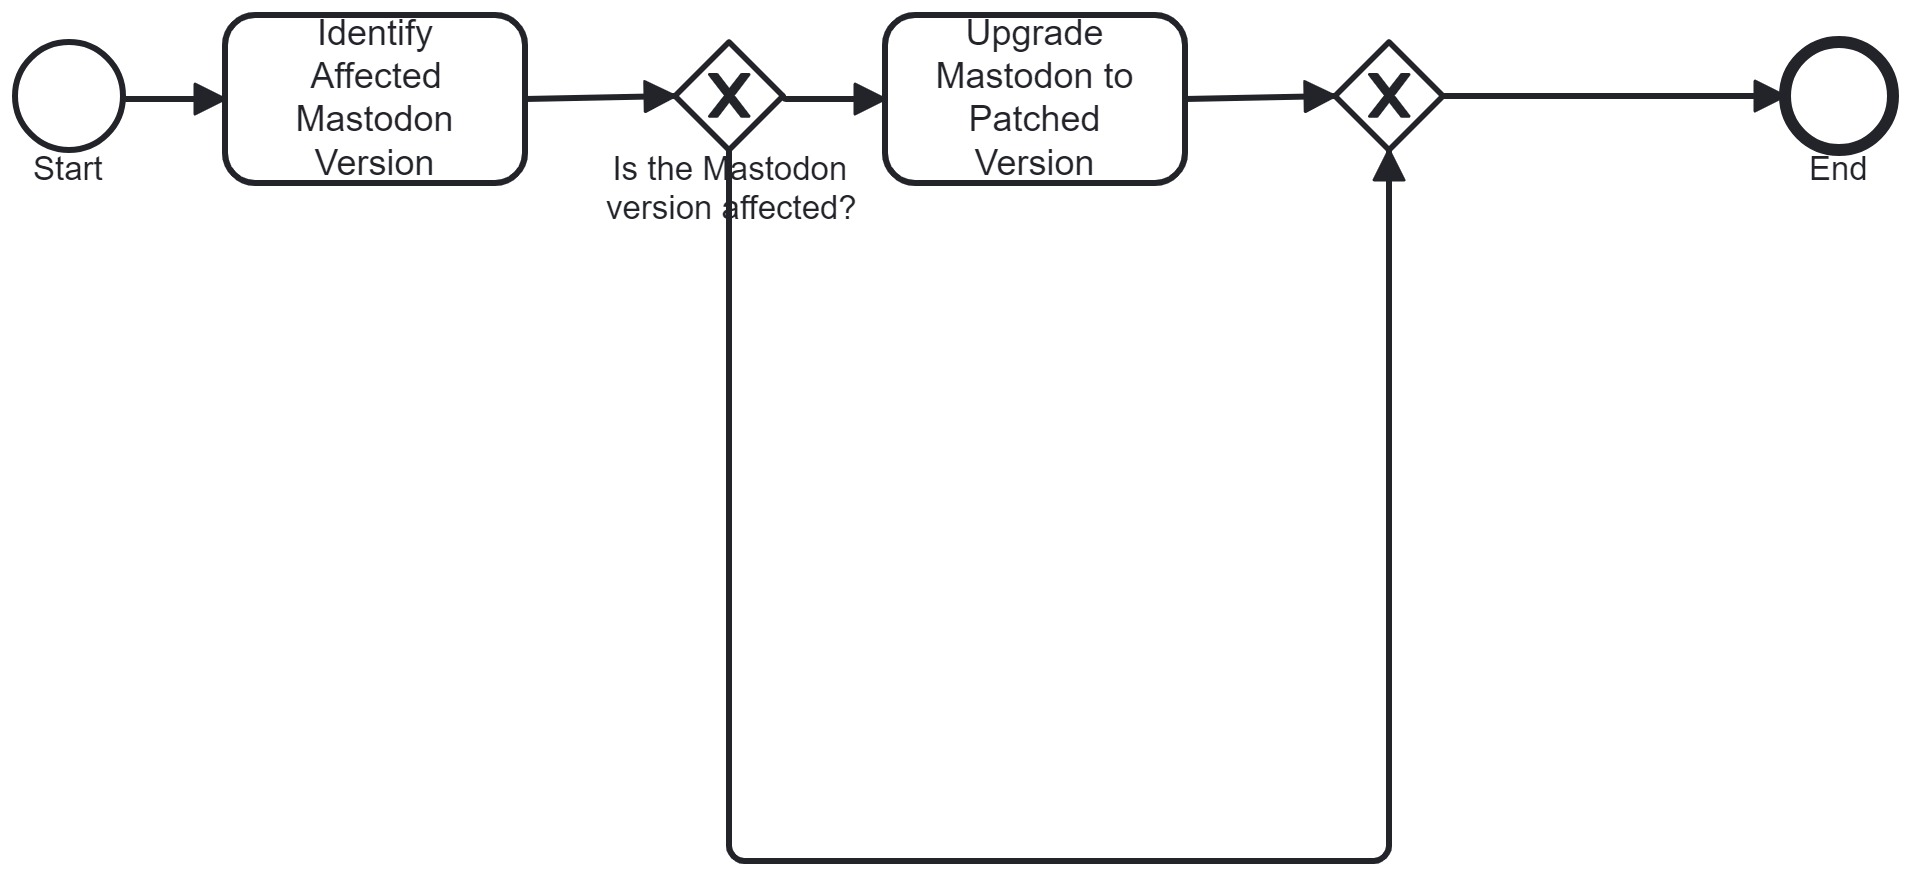 Start
Identify
Affected
Mastodon
Version
X
Is the Mastodon
version affected?
Upgrade
Mastodon to
Patched
Version
X
End